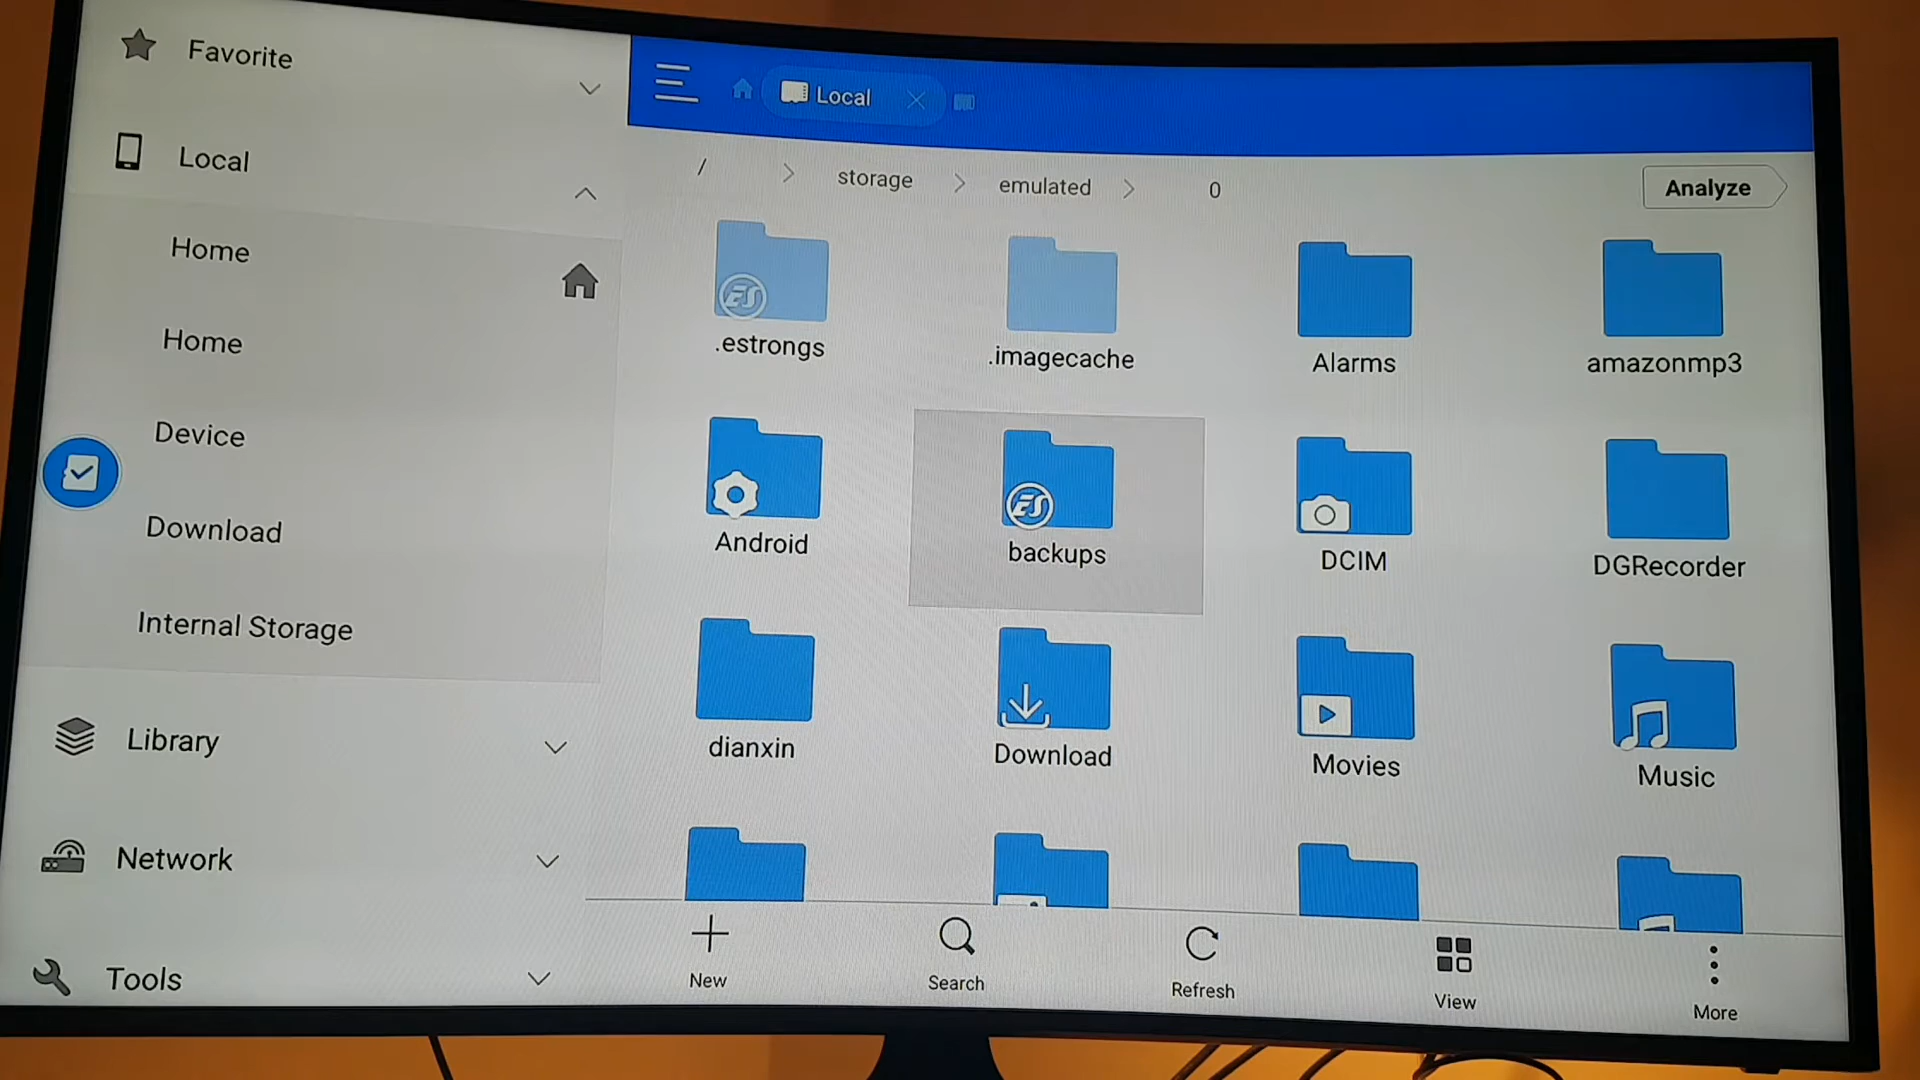 Favorite
Local
Home
Home
Device
Download
Internal Storage
Library
Network
Tools
Local
/ storage emulated 0
Analyze
.estrongs
.imagecache
Alarms
amazonmp3
Android
backups
DCIM
DGRecorder
dianxin
Download
Movies
Music
New
Search
Refresh
View
More